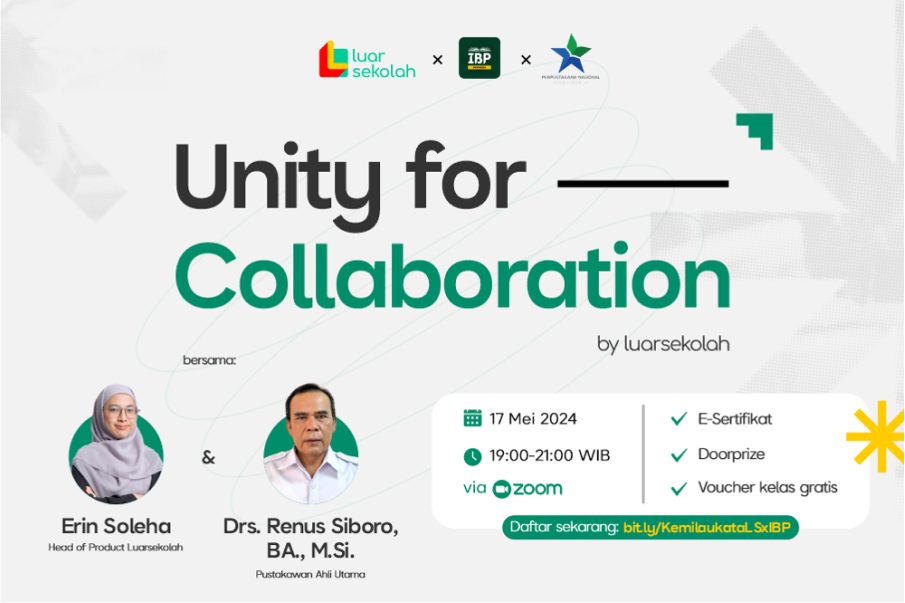 luar
sekolah
×
IBP
×
PERPUSTAKAAN NASIONAL
Unity for
Collaboration
by luarsekolah
bersama:
&
Erin Soleha
Head of Product Luarsekolah
Drs. Renus Siboro,
BA., M.Si.
Pustakawan Ahli Utama
17 Mei 2024
19:00-21:00 WIB
via zoom
E-Sertifikat
Doorprize
Voucher kelas gratis
Daftar sekarang: bit.ly/KemilaukataLSxIBP